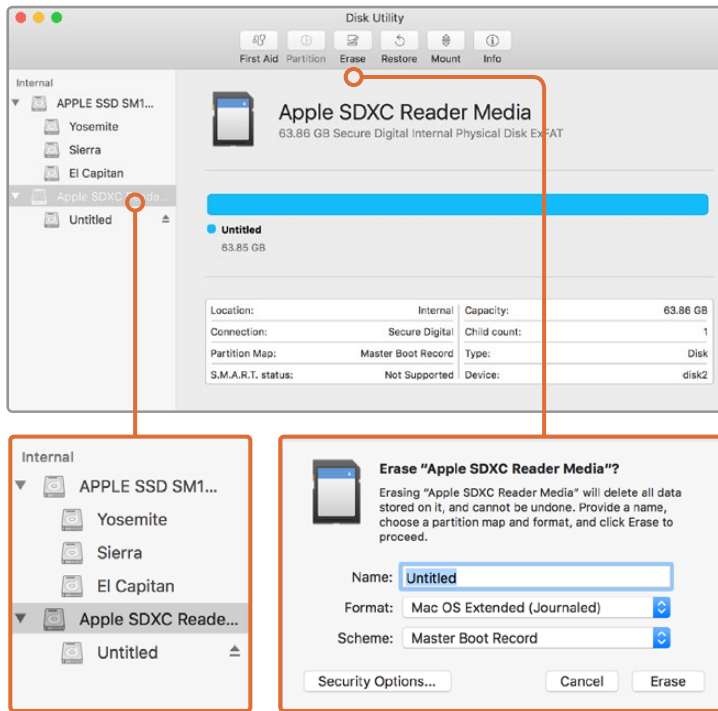 Disk Utility
First Aid Partition Erase Restore Mount Info
Internal
APPLE SSD SM1...
Yosemite
Sierra
El Capitan
Apple SDXC Reade...
Untitled
Apple SDXC Reader Media
63.86 GB Secure Digital Internal Physical Disk ExFAT
Untitled
63.85 GB
Location: Internal Capacity: 63.86 GB
Connection: Secure Digital Child count: 1
Partition Map: Master Boot Record Type: Disk
S.M.A.R.T. status: Not Supported Device: disk2
Internal
APPLE SSD SM1...
Yosemite
Sierra
El Capitan
Apple SDXC Reade...
Untitled
Erase “Apple SDXC Reader Media”?
Erasing “Apple SDXC Reader Media” will delete all data
stored on it, and cannot be undone. Provide a name,
choose a partition map and format, and click Erase to
proceed.
Name: Untitled
Format: Mac OS Extended (Journaled)
Scheme: Master Boot Record
Security Options... Cancel Erase